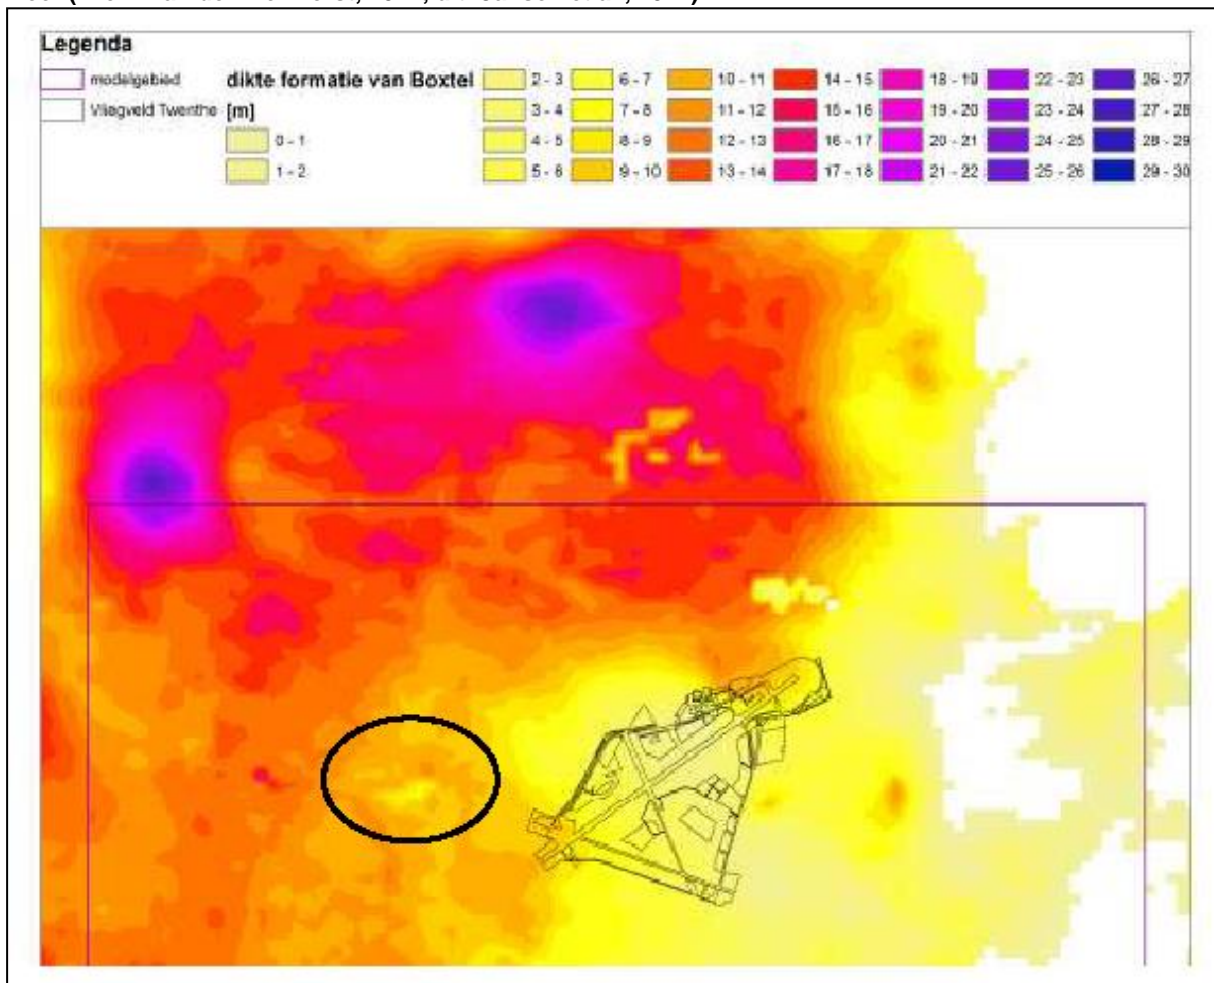 Legenda
modelgebied dikte formatie van Boxtel 2 - 3 6 - 7 10 - 11 14 - 15 18 - 19 22 - 23 26 - 27
Vliegveld Twenthe [m] 3 - 4 7 - 8 11 - 12 15 - 16 19 - 20 23 - 24 27 - 28
0 - 1 4 - 5 8 - 9 12 - 13 16 - 17 20 - 21 24 - 25 28 - 29
1 - 2 5 - 6 9 - 10 13 - 14 17 - 18 21 - 22 25 - 26 29 - 30